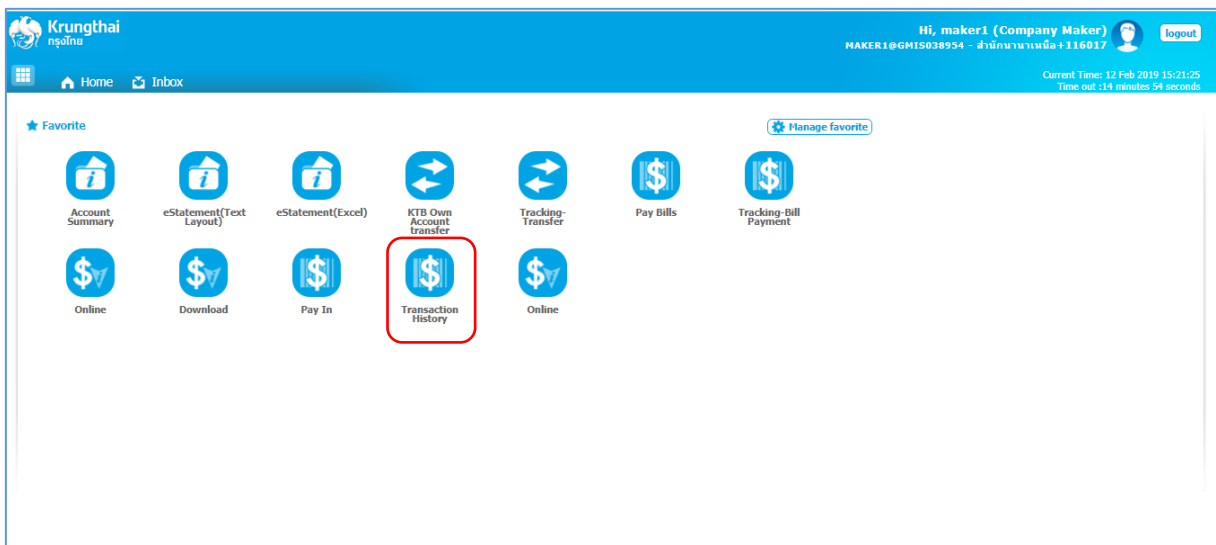 Krungthai
กรุงไทย
Hi, maker1 (Company Maker)
MAKER1@GMIS038954 - สำนักนานาเหนือ+116017
logout
Home
Inbox
Current Time: 12 Feb 2019 15:21:25
Time out :14 minutes 54 seconds
Favorite
Manage favorite
Account
Summary
eStatement(Text
Layout)
eStatement(Excel)
KTB Own
Account
transfer
Tracking-
Transfer
Pay Bills
Tracking-Bill
Payment
Online
Download
Pay In
Transaction
History
Online